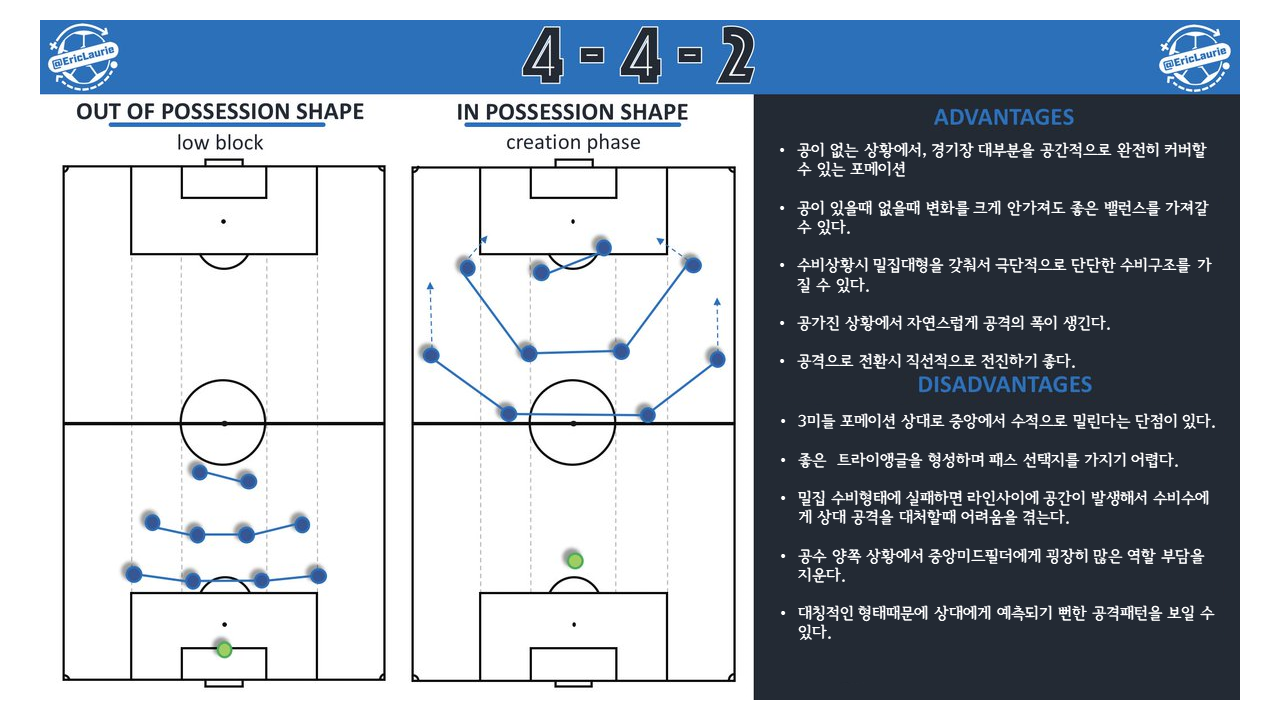 @EricLaurie
4 - 4 - 2
@EricLaurie
OUT OF POSSESSION SHAPE
low block
IN POSSESSION SHAPE
creation phase
ADVANTAGES
• 공이 없는 상황에서, 경기장 대부분을 공간적으로 완전히 커버할
수 있는 포메이션
• 공이 있을때 없을때 변화를 크게 안가져도 좋은 밸런스를 가져갈
수 있다.
• 수비상황시 밀집대형을 갖춰서 극단적으로 단단한 수비구조를 가
질 수 있다.
• 공가진 상황에서 자연스럽게 공격의 폭이 생긴다.
• 공격으로 전환시 직선적으로 전진하기 좋다.
DISADVANTAGES
• 3미들 포메이션 상대로 중앙에서 수적으로 밀린다는 단점이 있다.
• 좋은 트라이앵글을 형성하며 패스 선택지를 가지기 어렵다.
• 밀집 수비형태에 실패하면 라인사이에 공간이 발생해서 수비수에
게 상대 공격을 대처할때 어려움을 겪는다.
• 공수 양쪽 상황에서 중앙미드필더에게 굉장히 많은 역할 부담을
지운다.
• 대칭적인 형태때문에 상대에게 예측되기 뻔한 공격패턴을 보일 수
있다.